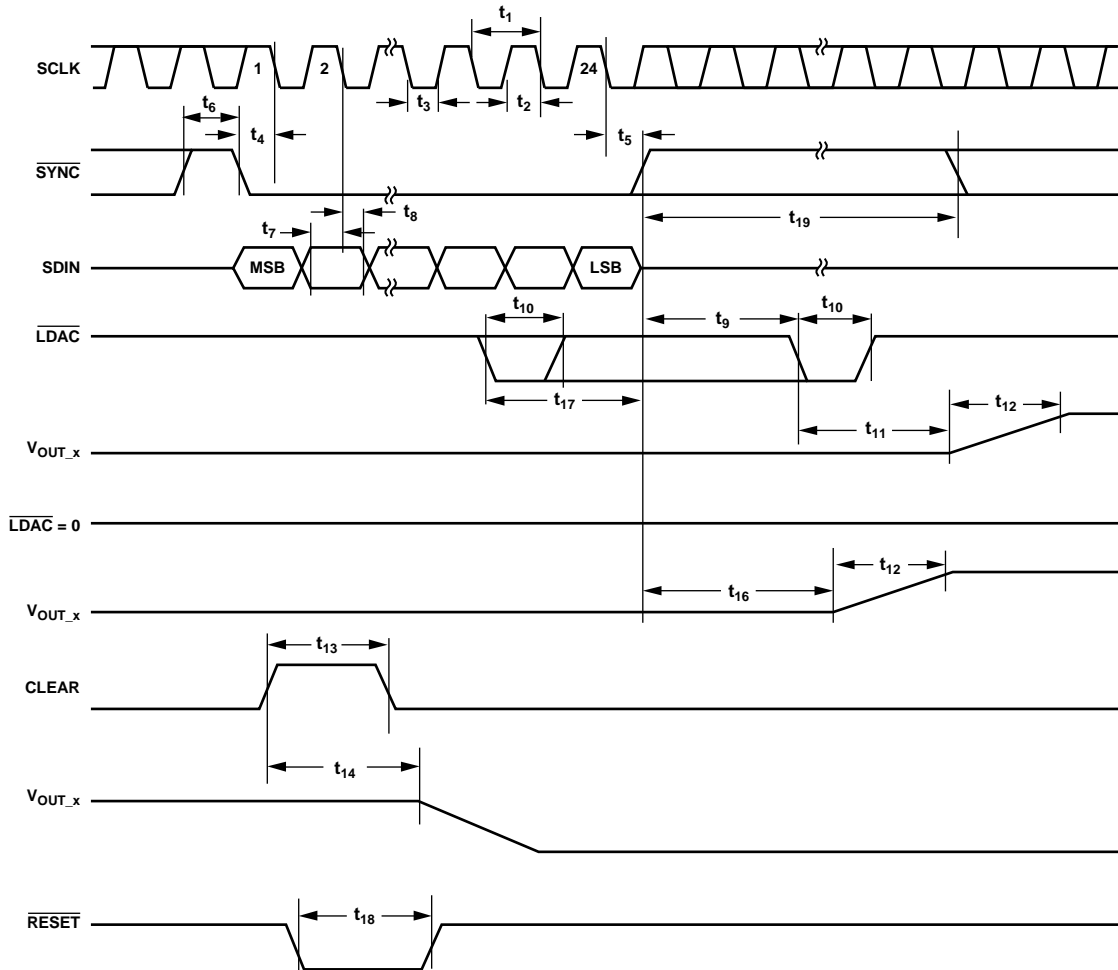 t1
SCLK
1
2
24
t3
t2
t6
t4
t5
SYNC
t19
t8
t7
SDIN
MSB
LSB
t10
t9
t10
LDAC
t17
t12
t11
VOUT_x
LDAC = 0
t12
t16
VOUT_x
t13
CLEAR
t14
VOUT_x
RESET
t18